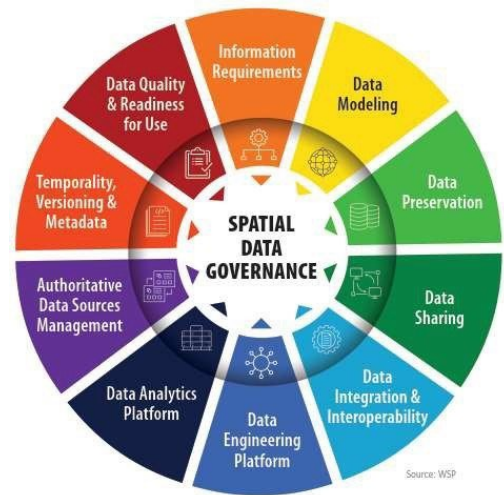 Information
Requirements
Data
Modeling
Data
Preservation
Data
Sharing
Data
Integration &
Interoperability
Data
Engineering
Platform
Data Analytics
Platform
Authoritative
Data Sources
Management
Temporality,
Versioning &
Metadata
Data Quality
& Readiness
for Use
SPATIAL
DATA
GOVERNANCE
Source: WSP